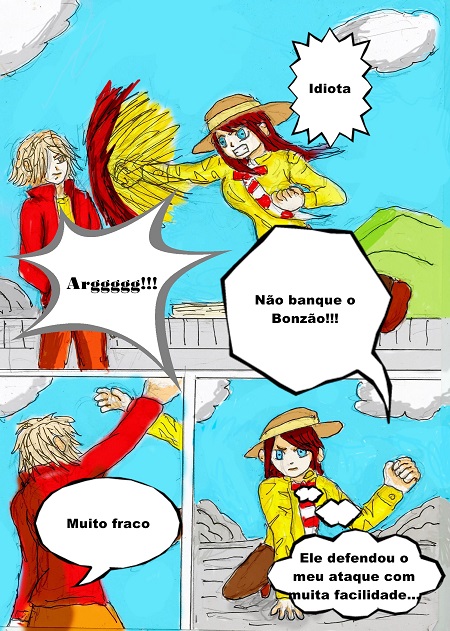 Idiota
Arggggg!!!
Não banque o
Bonzão!!!
Muito fraco
Ele defendou o
meu ataque com
muita facilidade...